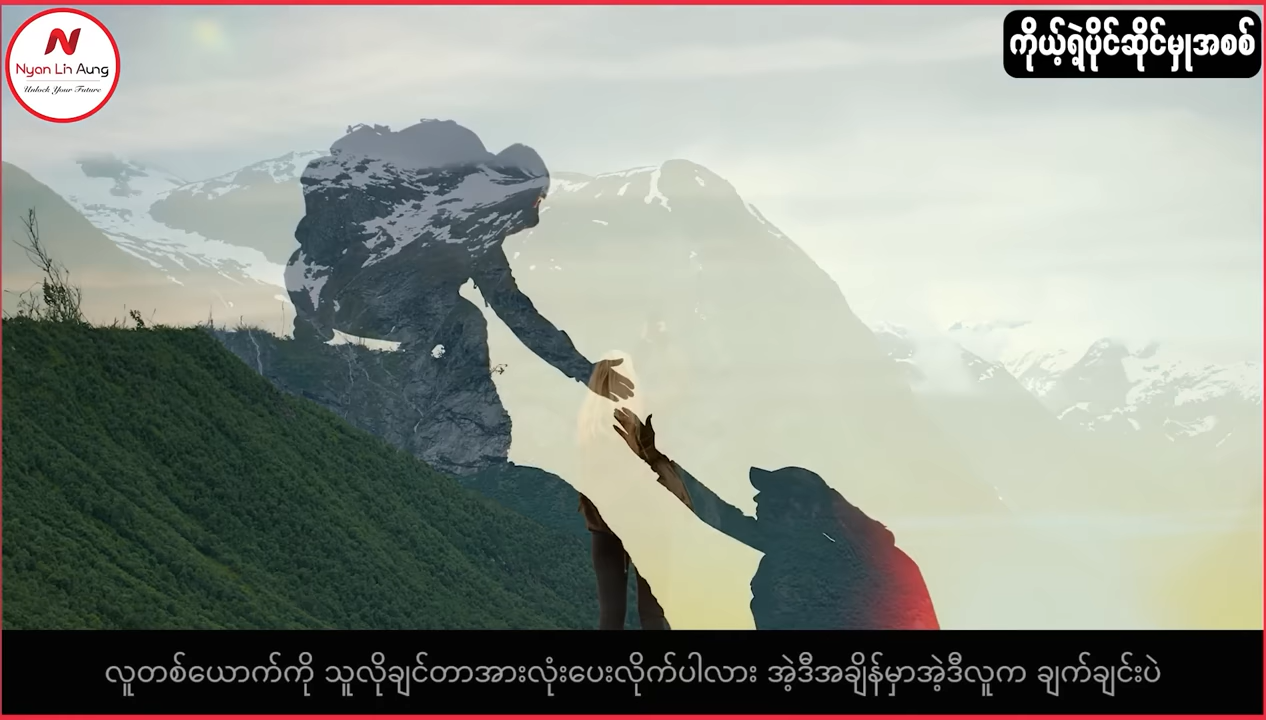 N
Nyan Lin Aung
Unlock Your Future
ကိုယ့်ရဲ့ပိုင်ဆိုင်မှုအစစ်
လူတစ်ယောက်ကို သူလိုချင်တာအားလုံးပေးလိုက်ပါလား အဲ့ဒီအချိန်မှာအဲ့ဒီလူက ချက်ချင်းပဲ